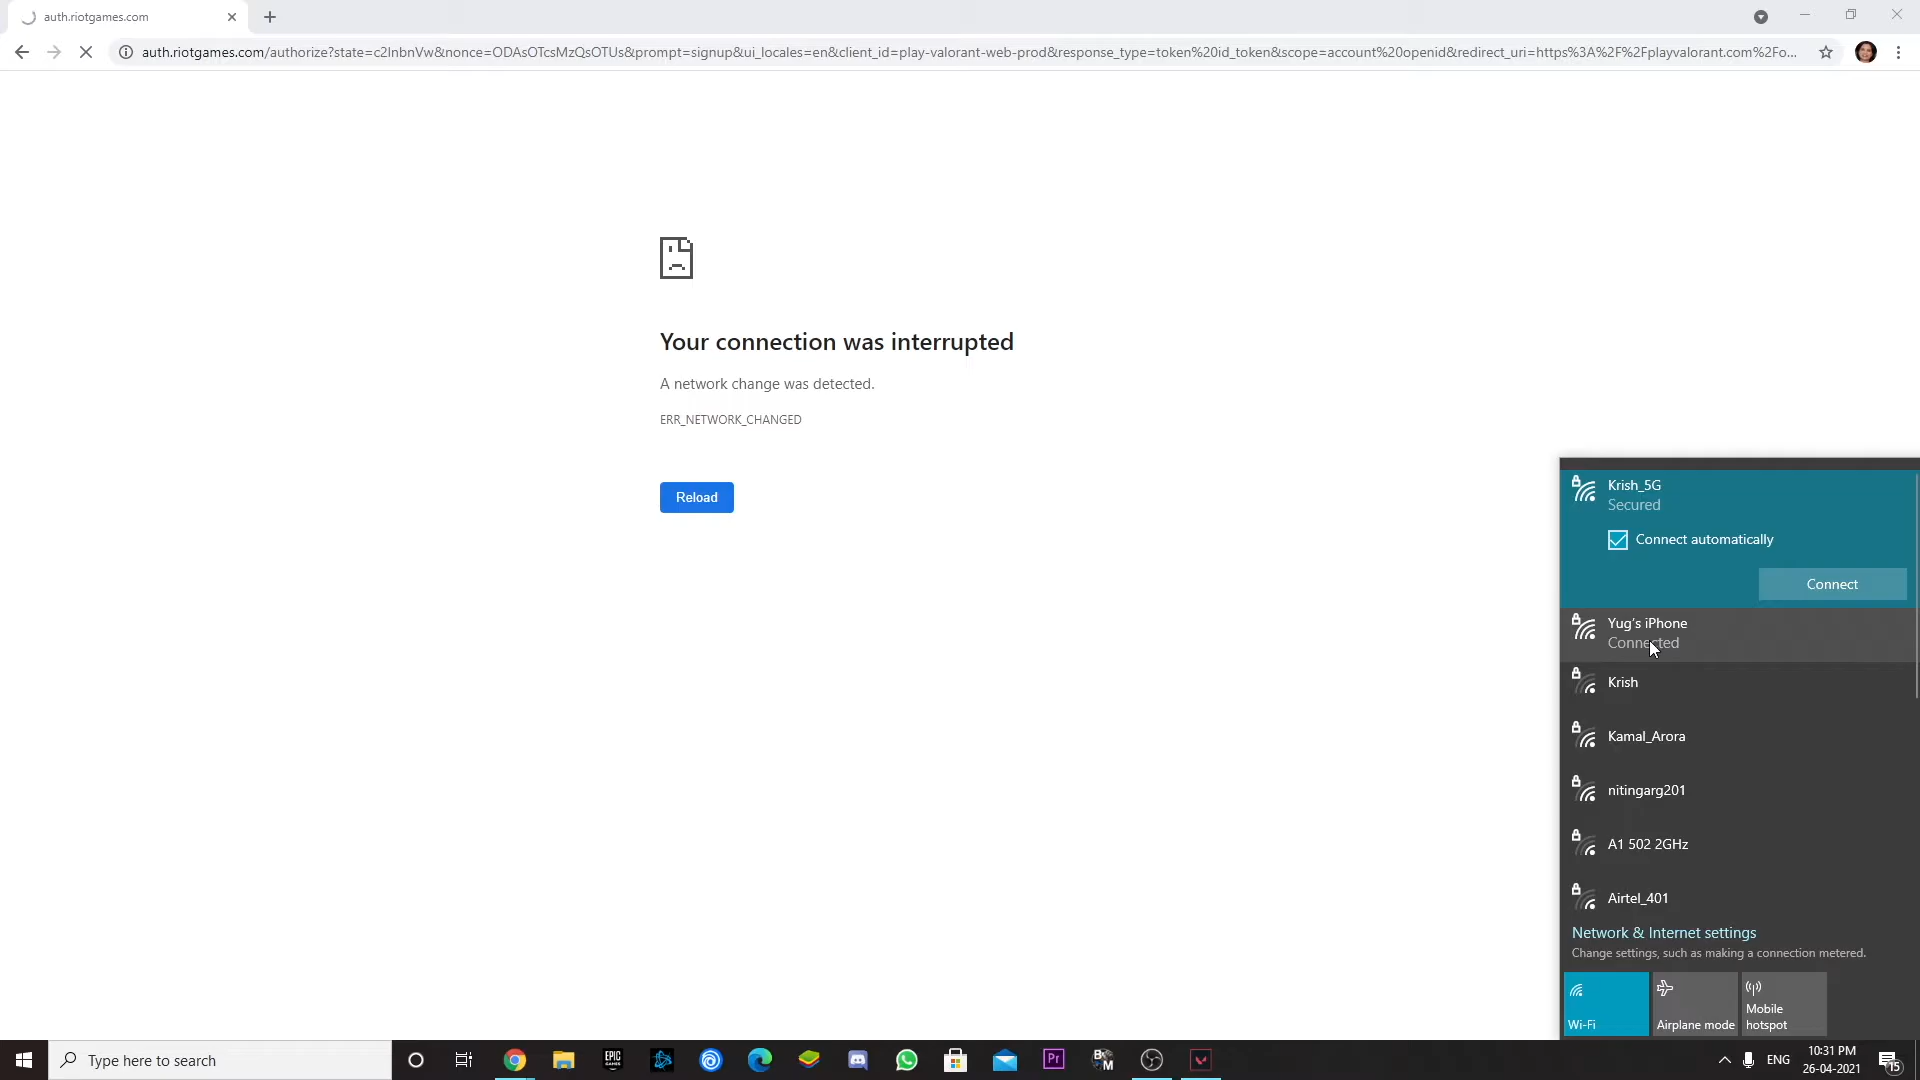 auth.riotgames.com
auth.riotgames.com/authorize?state=c2lnbnVw&nonce=ODAsOTcsMzQsOTUs&prompt=signup&ui_locales=en&client_id=play-valorant-web-prod&response_type=token%20id_token&scope=account%20openid&redirect_uri=https%3A%2F%2Fplayvalorant.com%2Fo...
Your connection was interrupted
A network change was detected.
ERR_NETWORK_CHANGED
Reload
Krish_5G
Secured
Connect automatically
Connect
Yug's iPhone
Connected
Krish
Kamal_Arora
nitingarg201
A1 502 2GHz
Airtel_401
Network & Internet settings
Change settings, such as making a connection metered.
Wi-Fi
Airplane mode
Mobile
hotspot
Type here to search
EPIC
GAMES
Pr
ENG
10:31 PM
26-04-2021
15